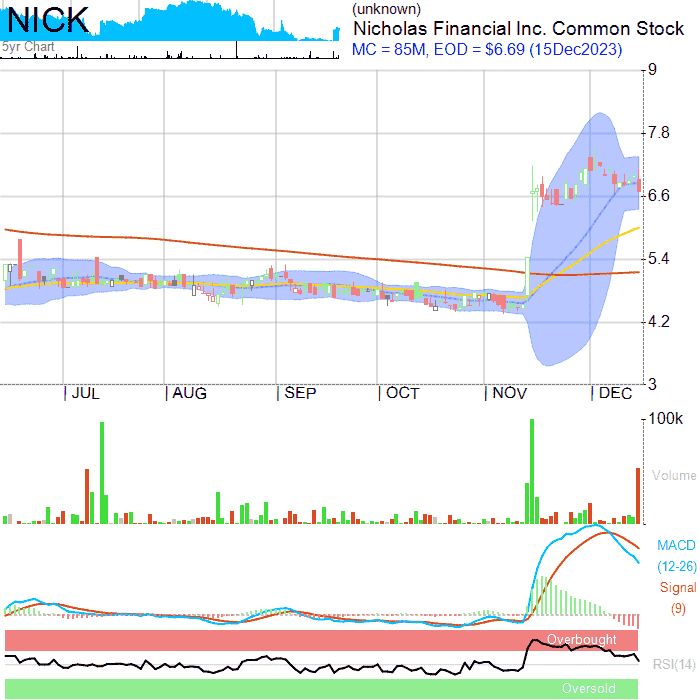 NICK
5yr Chart
(unknown)
Nicholas Financial Inc. Common Stock
MC = 85M, EOD = $6.69 (15Dec2023)
9
7.8
6.6
5.4
4.2
3
JUL AUG SEP OCT NOV DEC
100k
Volume
MACD
(12-26)
Signal
(9)
Overbought
RSI(14)
Oversold